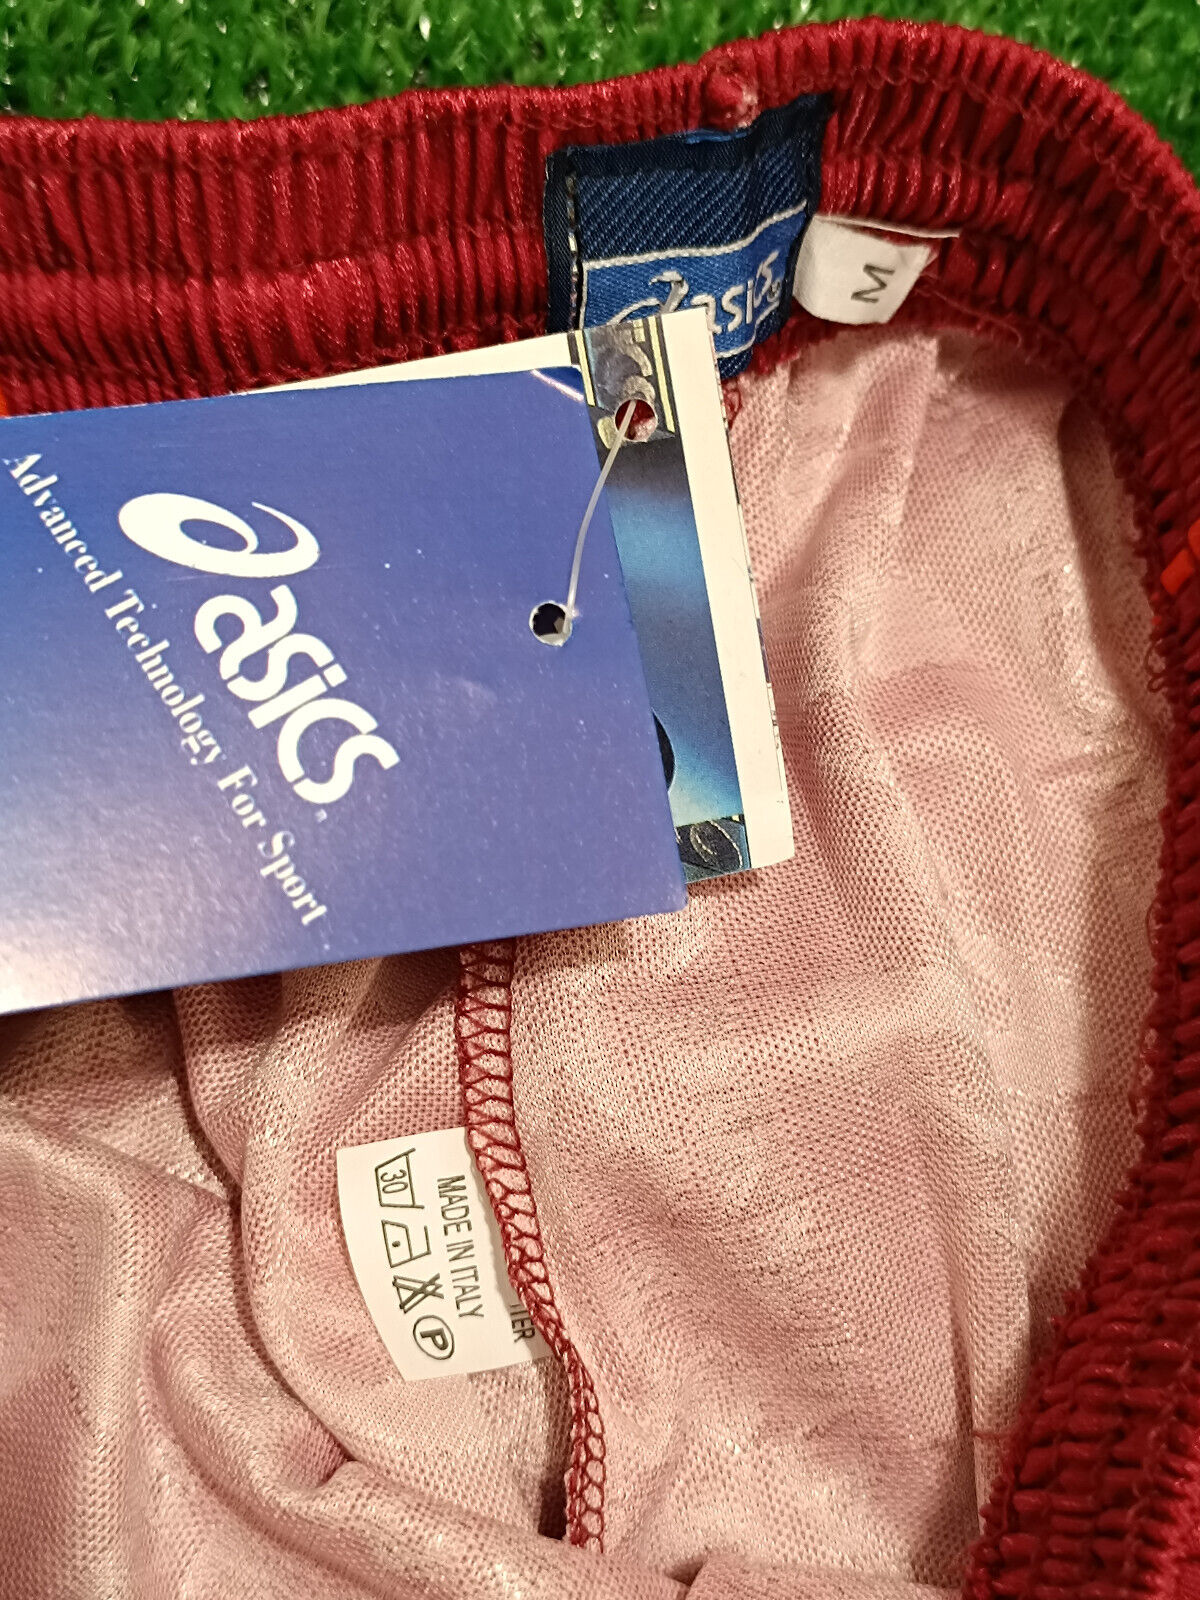 asics
M
asics
Advanced Technology For Sport
MADE IN ITALY
30
P